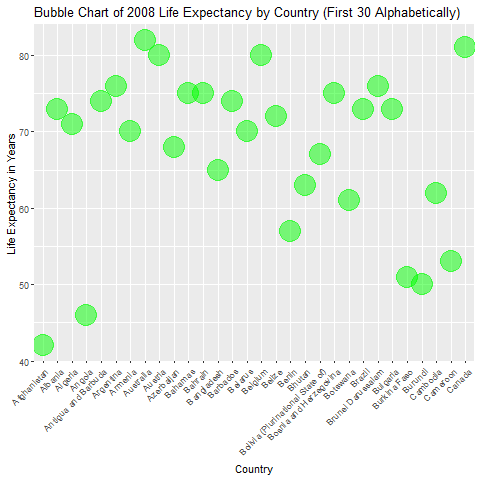 Bubble Chart of 2008 Life Expectancy by Country (First 30 Alphabetically)
Life Expectancy in Years
80
70
60
50
40
Afghanistan
Albania
Algeria
Angola
Antigua and Barbuda
Argentina
Armenia
Australia
Austria
Azerbaijan
Bahamas
Bahrain
Bangladesh
Barbados
Belarus
Belgium
Belize
Benin
Bhutan
Bolivia (Plurinational State of)
Bosnia and Herzegovina
Botswana
Brazil
Brunei Darussalam
Bulgaria
Burkina Faso
Burundi
Cambodia
Cameroon
Canada
Country